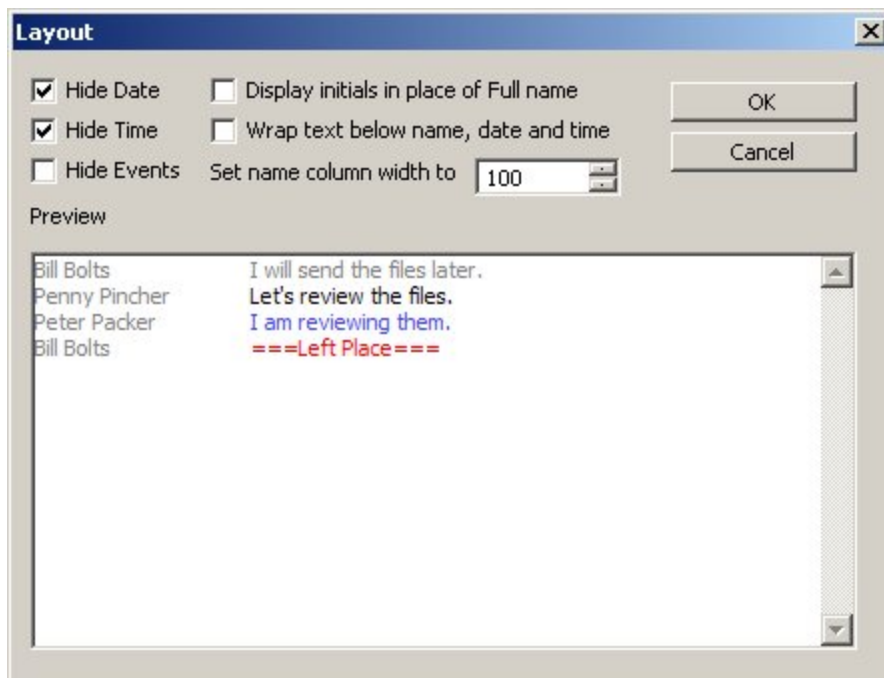 Layout
Hide Date
Display initials in place of Full name
OK
Hide Time
Wrap text below name, date and time
Cancel
Hide Events
Set name column width to 100
Preview
Bill Bolts I will send the files later.
Penny Pincher Let's review the files.
Peter Packer I am reviewing them.
Bill Bolts ===Left Place===